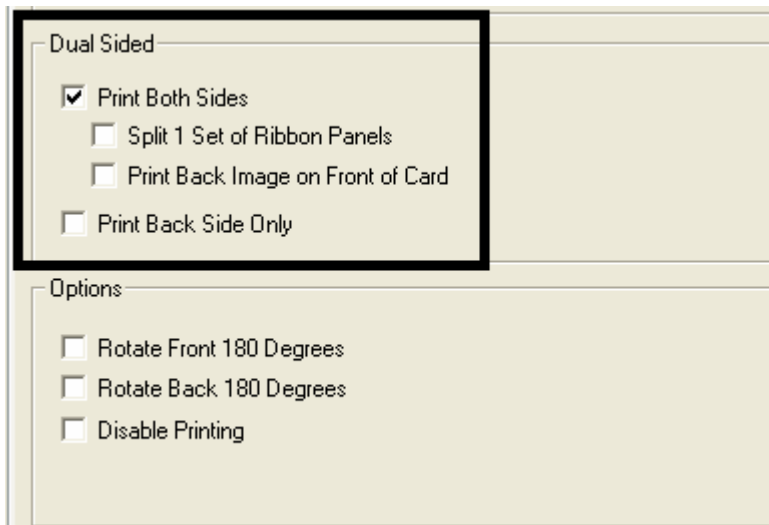 Dual Sided
Print Both Sides
Split 1 Set of Ribbon Panels
Print Back Image on Front of Card
Print Back Side Only
Options
Rotate Front 180 Degrees
Rotate Back 180 Degrees
Disable Printing